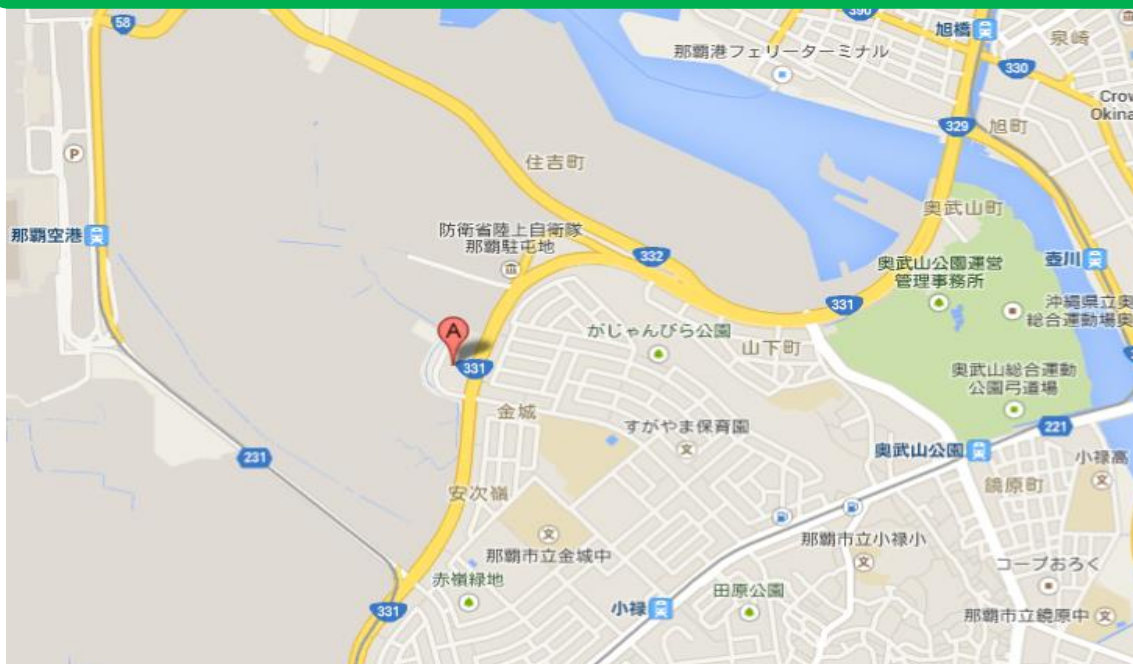 58
390
旭橋
泉崎
那覇港フェリーターミナル
330
Crow
Okina
P
329
旭町
住吉町
奥武山町
那覇空港
防衛省陸上自衛隊
那覇駐屯地
332
奥武山公園運営
管理事務所
壺川
331
沖縄県立奥
総合運動場奥
A
がじゃんびら公園
山下町
331
奥武山総合運動
公園弓道場
金城
すがやま保育園
221
231
奥武山公園
小禄高
安次嶺
鏡原町
那覇市立金城中
那覇市立小禄小
赤嶺緑地
コープおろく
331
小禄
田原公園
那覇市立鏡原中